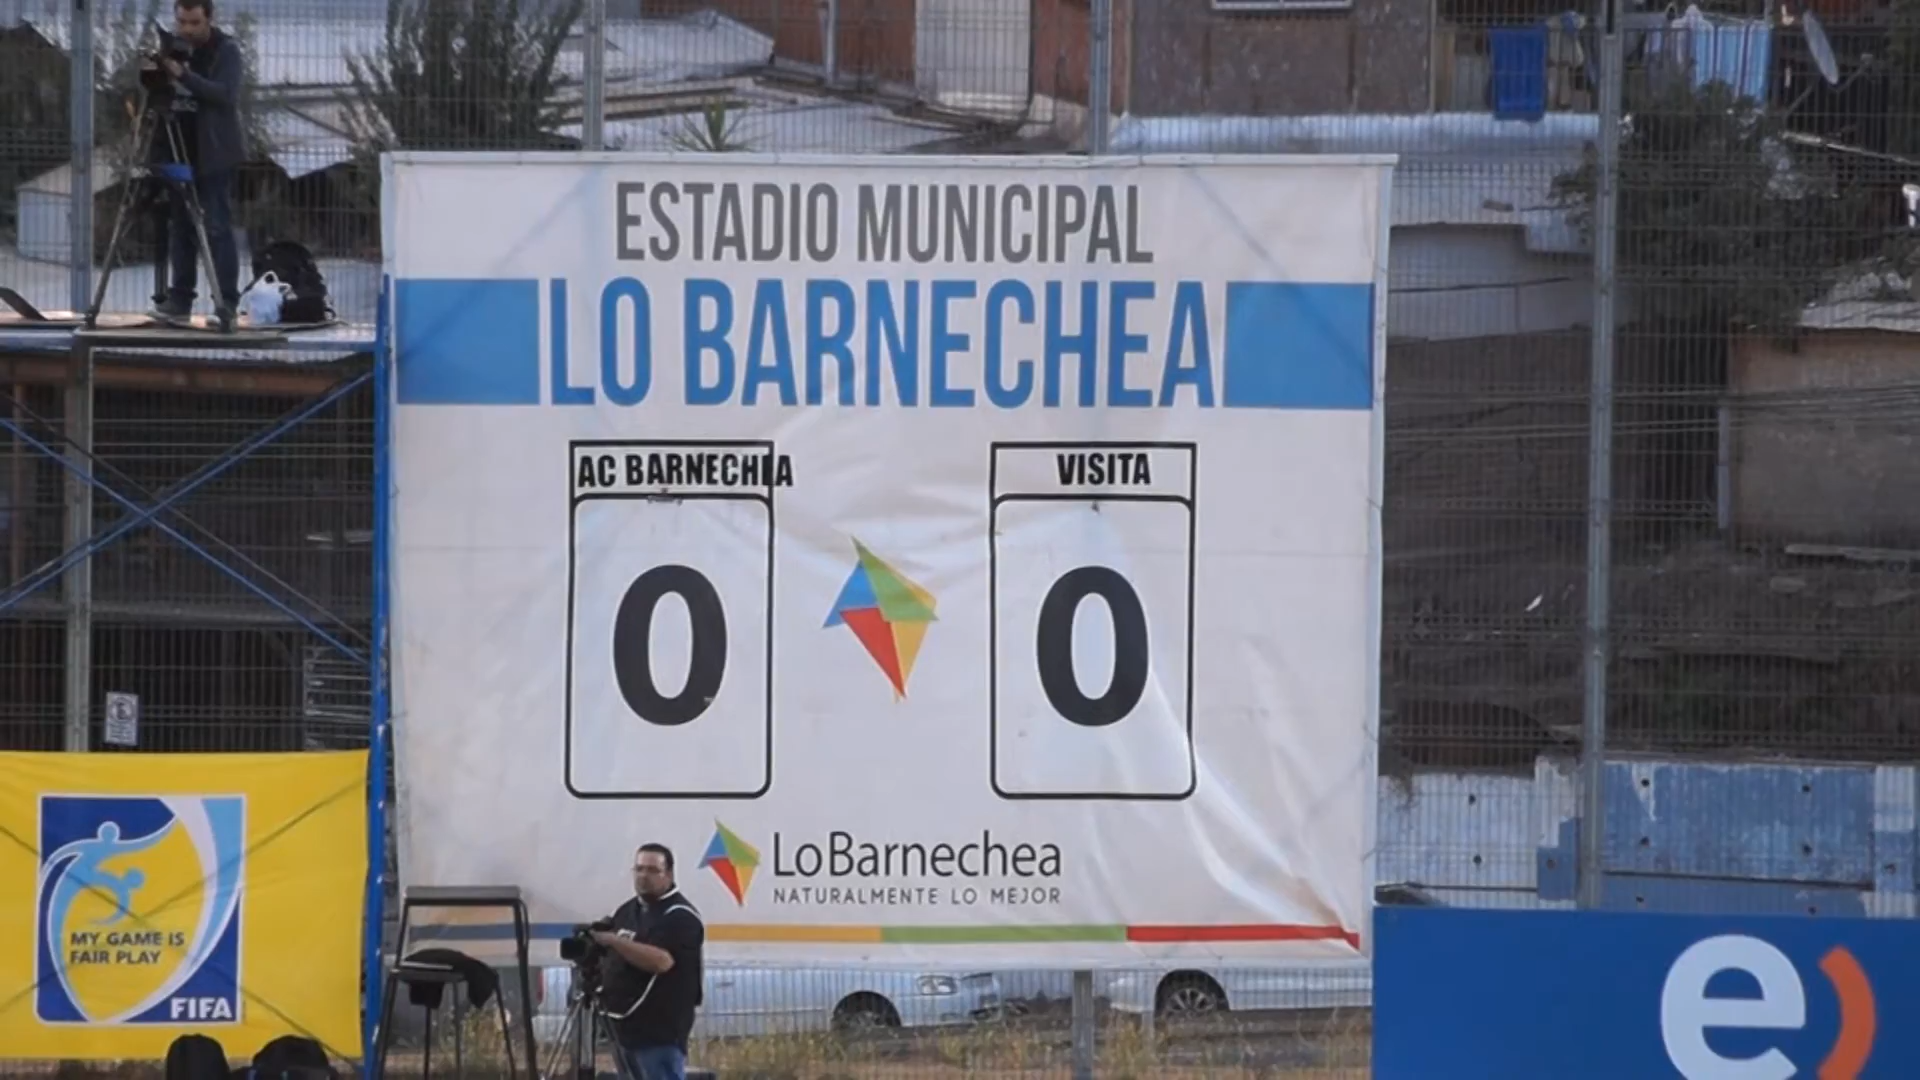 ESTADIO MUNICIPAL
LO BARNECHEA
AC BARNECHEA
VISITA
0
0
LoBarnechea
NATURALMENTE LO MEJOR
MY GAME IS
FAIR PLAY
FIFA
e)